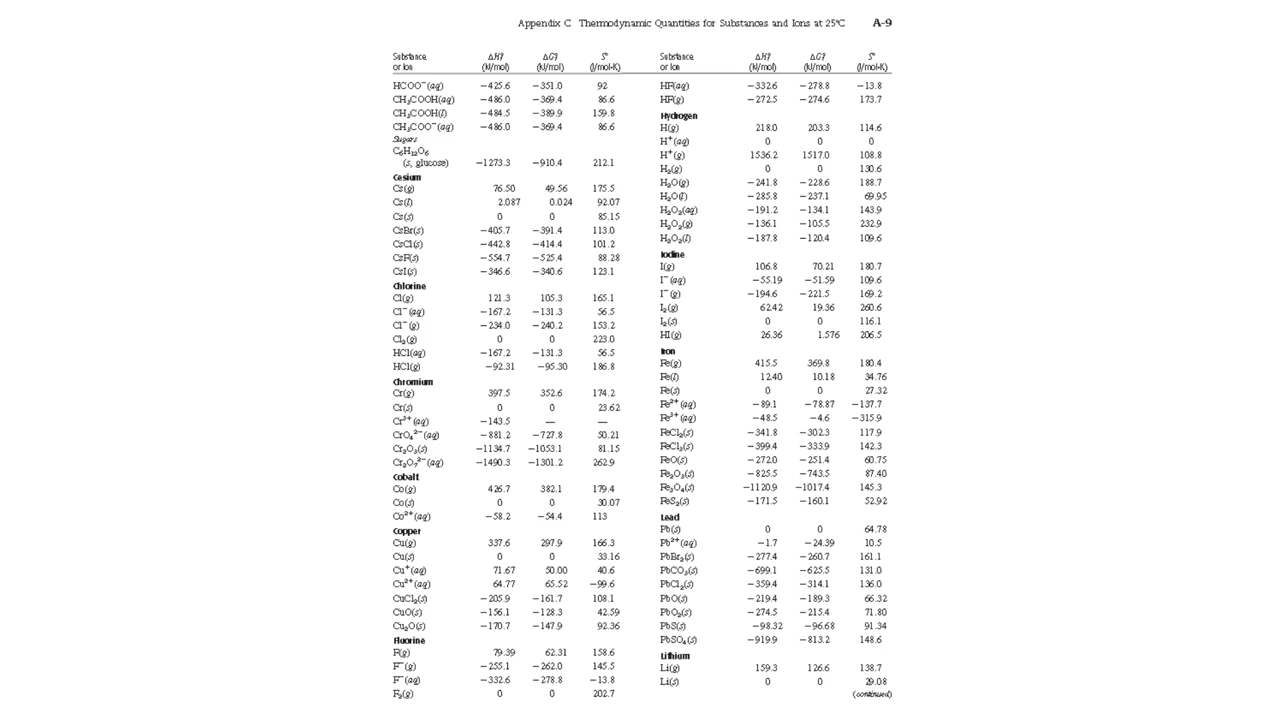 Appendix C Thermodynamic Quantities for Substances and Ions at 25°C A-9
Substance or Ion ΔH°f (kJ/mol) ΔG°f (kJ/mol) S° (J/mol-K)
HCOO⁻(aq) −425.6 −351.0 92
CH₃COOH(aq) −486.0 −369.4 86.6
CH₃COOH(l) −484.5 −389.9 159.8
CH₃COO⁻(aq) −486.0 −369.4 86.6
Sugars
C₆H₁₂O₆
(s, glucose) −1273.3 −910.4 212.1
Cesium
Cs(g) 76.50 49.56 175.5
Cs(l) 2.087 0.024 92.07
Cs(s) 0 0 85.15
CsBr(s) −405.7 −391.4 113.0
CsCl(s) −442.8 −414.4 101.2
CsF(s) −554.7 −525.4 88.28
CsI(s) −346.6 −340.6 123.1
Chlorine
Cl(g) 121.3 105.3 165.1
Cl⁻(aq) −167.2 −131.3 56.5
Cl⁻(g) −234.0 −240.2 153.2
Cl₂(g) 0 0 223.0
HCl(aq) −167.2 −131.3 56.5
HCl(g) −92.31 −95.30 186.8
Chromium
Cr(g) 397.5 352.6 174.2
Cr(s) 0 0 23.62
Cr³⁺(aq) −143.5 — —
CrO₄²⁻(aq) −881.2 −727.8 50.21
Cr₂O₃(s) −1134.7 −1053.1 81.15
Cr₂O₇²⁻(aq) −1490.3 −1301.2 262.9
Cobalt
Co(g) 426.7 382.1 179.4
Co(s) 0 0 30.07
Co²⁺(aq) −58.2 −54.4 113
Copper
Cu(g) 337.6 297.9 166.3
Cu(s) 0 0 33.16
Cu⁺(aq) 71.67 50.00 40.6
Cu²⁺(aq) 64.77 65.52 −99.6
CuCl₂(s) −205.9 −161.7 108.1
CuO(s) −156.1 −128.3 42.59
Cu₂O(s) −170.7 −147.9 92.36
Fluorine
F(g) 79.39 62.31 158.6
F⁻(g) −255.1 −262.0 145.5
F⁻(aq) −332.6 −278.8 −13.8
F₂(g) 0 0 202.7
Substance or Ion ΔH°f (kJ/mol) ΔG°f (kJ/mol) S° (J/mol-K)
HF(aq) −332.6 −278.8 −13.8
HF(g) −272.5 −274.6 173.7
Hydrogen
H(g) 218.0 203.3 114.6
H⁺(aq) 0 0 0
H⁺(g) 1536.2 1517.0 108.8
H₂(g) 0 0 130.6
H₂O(g) −241.8 −228.6 188.7
H₂O(l) −285.8 −237.1 69.95
H₂O₂(aq) −191.2 −134.1 143.9
H₂O₂(g) −136.1 −105.5 232.9
H₂O₂(l) −187.8 −120.4 109.6
Iodine
I(g) 106.8 70.21 180.7
I⁻(aq) −55.19 −51.59 109.6
I⁻(g) −194.6 −221.5 169.2
I₂(g) 62.42 19.36 260.6
I₂(s) 0 0 116.1
HI(g) 26.36 1.576 206.5
Iron
Fe(g) 415.5 369.8 180.4
Fe(l) 12.40 10.18 34.76
Fe(s) 0 0 27.32
Fe²⁺(aq) −89.1 −78.87 −137.7
Fe³⁺(aq) −48.5 −4.6 −315.9
FeCl₂(s) −341.8 −302.3 117.9
FeCl₃(s) −399.4 −333.9 142.3
FeO(s) −272.0 −251.4 60.75
Fe₂O₃(s) −825.5 −743.5 87.40
Fe₃O₄(s) −1120.9 −1017.4 145.3
FeS₂(s) −171.5 −160.1 52.92
Lead
Pb(s) 0 0 64.78
Pb²⁺(aq) −1.7 −24.39 10.5
PbBr₂(s) −277.4 −260.7 161.1
PbCO₃(s) −699.1 −625.5 131.0
PbCl₂(s) −359.4 −314.1 136.0
PbO(s) −219.4 −189.3 66.32
PbO₂(s) −274.5 −215.4 71.80
PbS(s) −98.32 −96.68 91.34
PbSO₄(s) −919.9 −813.2 148.6
Lithium
Li(g) 159.3 126.6 138.7
Li(s) 0 0 29.08
(continued)